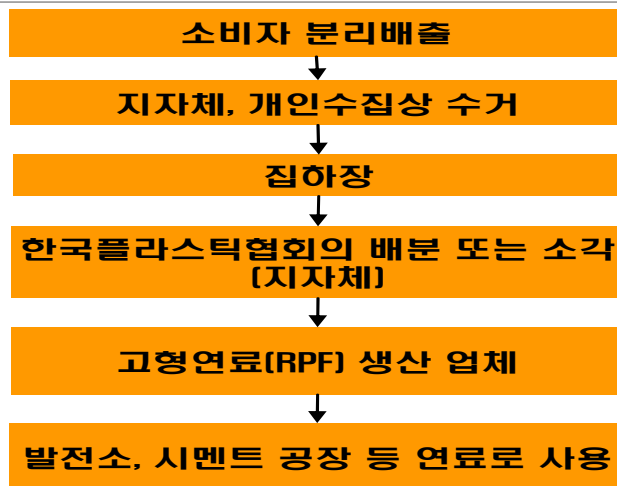 소비자 분리배출
지자체, 개인수집상 수거
집하장
한국플라스틱협회의 배분 또는 소각
(지자체)
고형연료(RPF) 생산 업체
발전소, 시멘트 공장 등 연료로 사용